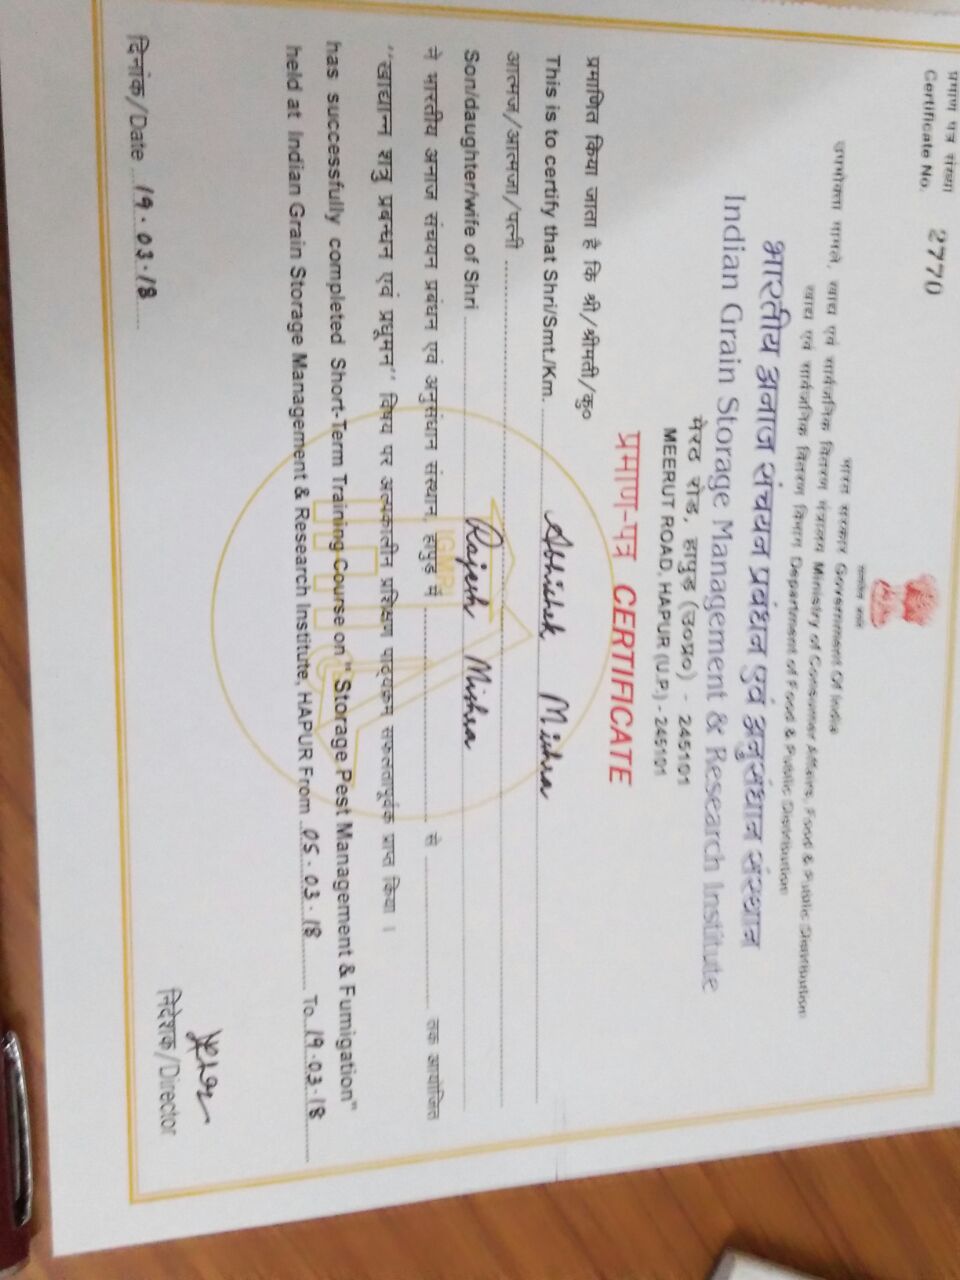 प्रमाण पत्र संख्या
Certificate No. 2770
भारत सरकार Government Of India
उपभोक्ता मामले, खाद्य एवं सार्वजनिक वितरण मंत्रालय Ministry of Consumer Affairs, Food & Public Distribution
खाद्य एवं सार्वजनिक वितरण विभाग Department of Food & Public Distribution
भारतीय अनाज संचयन प्रबंधन एवं अनुसंधान संस्थान
Indian Grain Storage Management & Research Institute
मेरठ रोड, हापुड़ (उ०प्र०) - 245101
MEERUT ROAD, HAPUR (U.P.) - 245101
प्रमाण-पत्र CERTIFICATE
प्रमाणित किया जाता है कि श्री/श्रीमती/कु०
This is to certify that Shri/Smt./Km. Abhishek Mishra
आत्मज/आत्मजा/पत्नी
Son/daughter/wife of Shri Rajesh Mishra
ने भारतीय अनाज संचयन प्रबंधन एवं अनुसंधान संस्थान, हापुड़ में से तक आयोजित
IGMRI
"खाद्यान्न शत्रु प्रबन्धन एवं प्रधूमन" विषय पर अल्पकालीन प्रशिक्षण पाठ्यक्रम सफलतापूर्वक प्राप्त किया ।
has successfully completed Short-Term Training Course on "Storage Pest Management & Fumigation"
held at Indian Grain Storage Management & Research Institute, HAPUR From 05.03.18 To 19.03.18
दिनांक/Date 19.03.18
निदेशक/Director